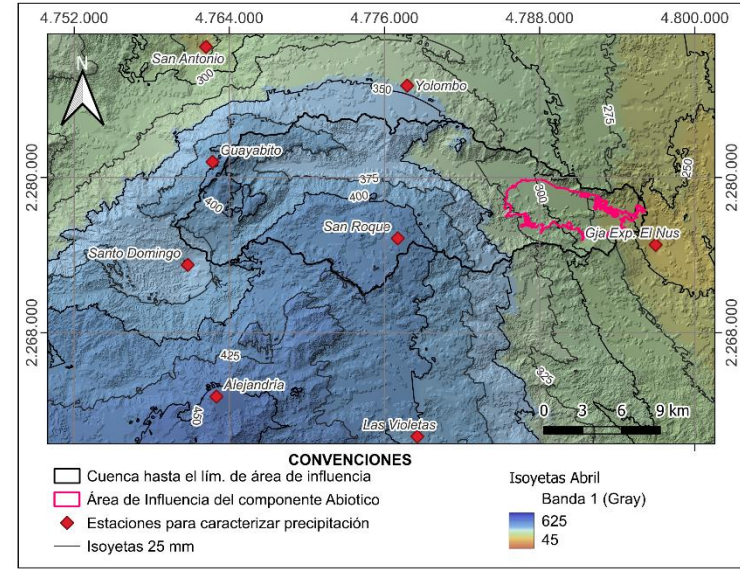 4.752.000 4.764.000 4.776.000 4.788.000 4.800.000
San Antonio
300
N
350
Yolombo
275
250
2.280.000 2.280.000
Guayabito
375
400
400
300
San Roque
Gja Exp. El Nus
Santo Domingo
2.268.000 2.268.000
425
325
Alejandría
450
Las Violetas
0 3 6 9 km
CONVENCIONES
Cuenca hasta el lím. de área de influencia
Área de Influencia del componente Abiotico
Estaciones para caracterizar precipitación
Isoyetas 25 mm
Isoyetas Abril
Banda 1 (Gray)
625
45